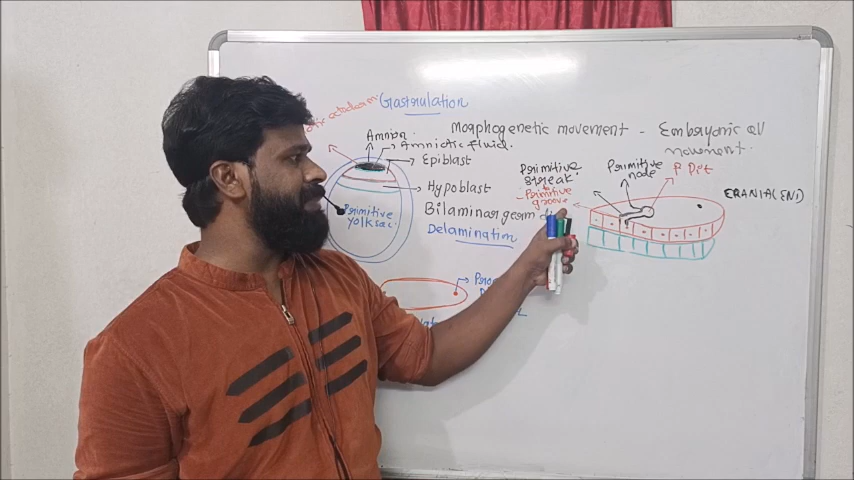 Gastrulation
Morphogenetic movement - Embryonic al
movement.
Amnion.
Amniotic fluid.
Epiblast
Hypoblast
Bilaminar germ
Delamination
Primitive
yolk sac.
Primitive
streak.
Primitive
groove
Primitive
node
P Pit
CRANIAL END